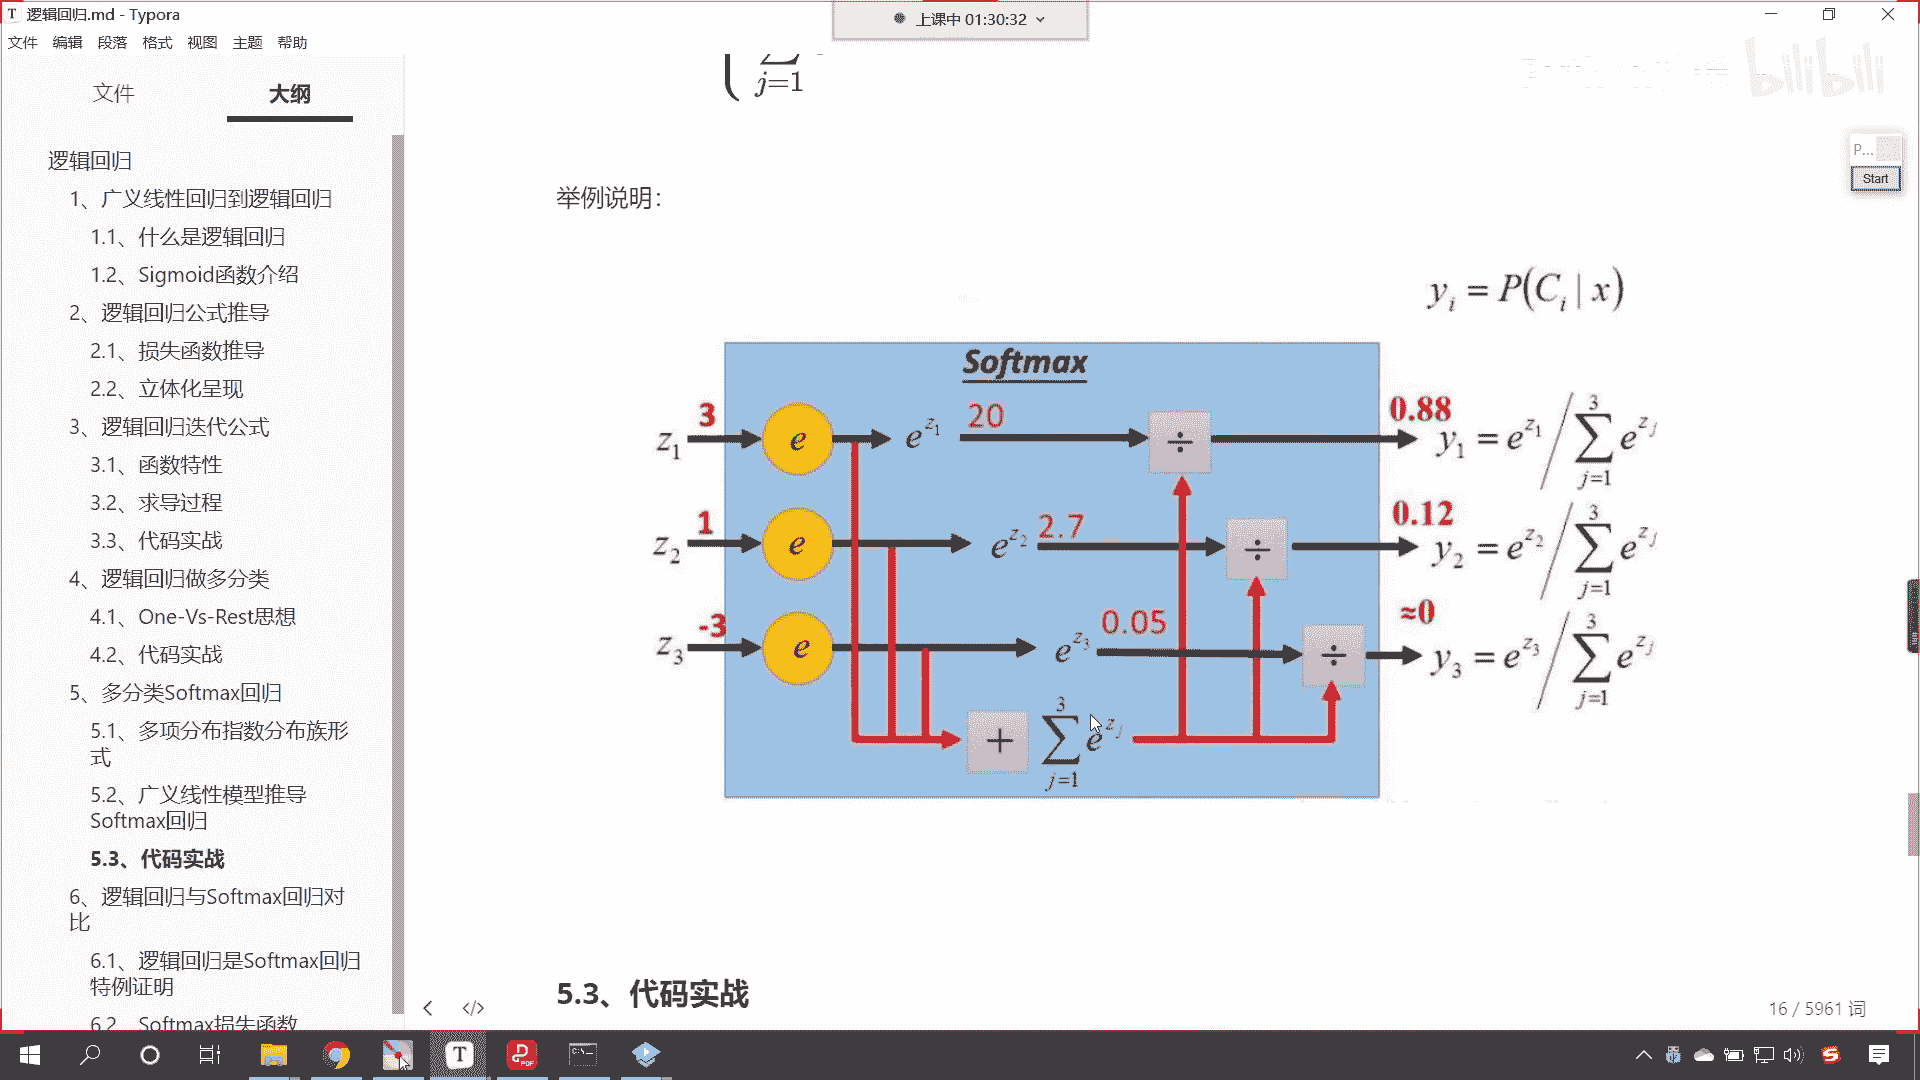 逻辑回归.md - Typora
上课中 01:30:32
文件 编辑 段落 格式 视图 主题 帮助
bilibili
文件 大纲
逻辑回归
1、广义线性回归到逻辑回归
1.1、什么是逻辑回归
1.2、Sigmoid函数介绍
2、逻辑回归公式推导
2.1、损失函数推导
2.2、立体化呈现
3、逻辑回归迭代公式
3.1、函数特性
3.2、求导过程
3.3、代码实战
4、逻辑回归做多分类
4.1、One-Vs-Rest思想
4.2、代码实战
5、多分类Softmax回归
5.1、多项分布指数分布族形
式
5.2、广义线性模型推导
Softmax回归
5.3、代码实战
6、逻辑回归与Softmax回归对
比
6.1、逻辑回归是Softmax回归
特例证明
6.2、Softmax损失函数
j=1
P...
Start
举例说明：
y_i = P(C_i | x)
Softmax
z_1 3 e e^{z_1} 20 ÷ 0.88 y_1 = e^{z_1} / ∑_{j=1}^{3} e^{z_j}
z_2 1 e e^{z_2} 2.7 ÷ 0.12 y_2 = e^{z_2} / ∑_{j=1}^{3} e^{z_j}
z_3 -3 e e^{z_3} 0.05 ÷ ≈0 y_3 = e^{z_3} / ∑_{j=1}^{3} e^{z_j}
+ ∑_{j=1}^{3} e^{z_j}
5.3、代码实战
16 / 5961 词